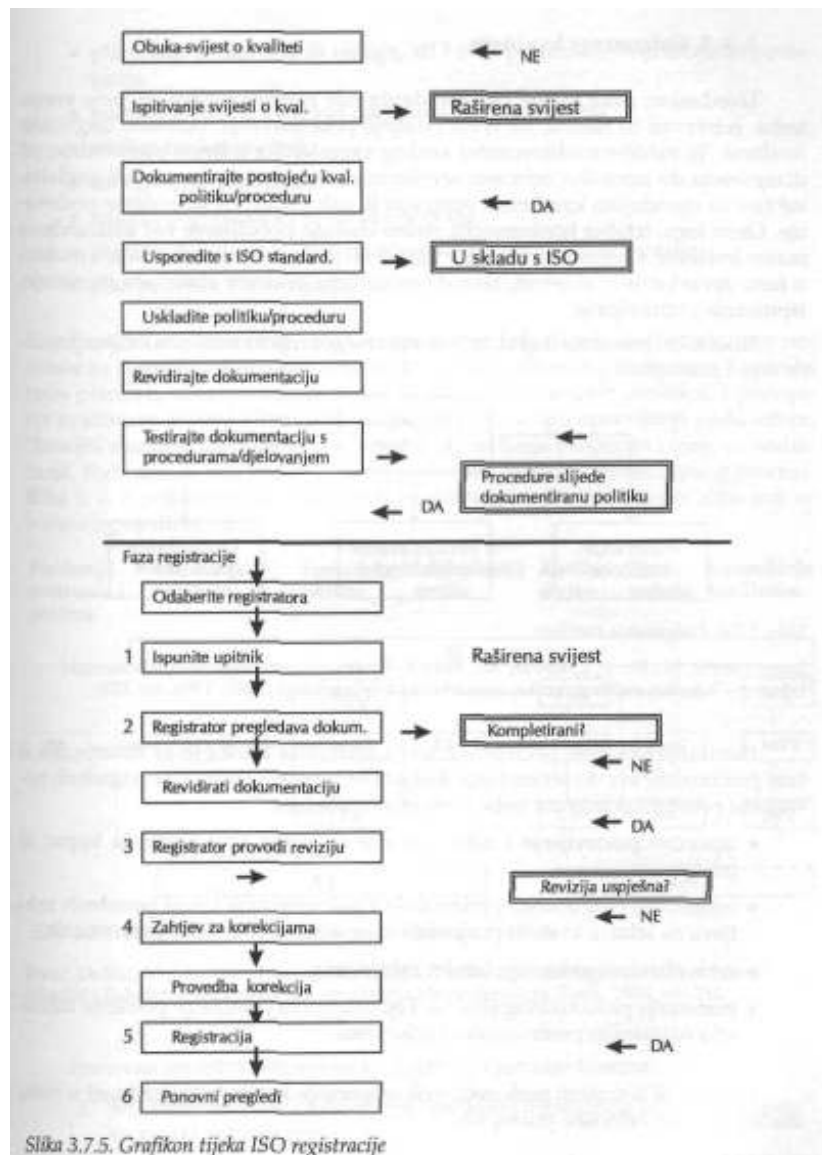 Obuka-svijest o kvaliteti
NE
Ispitivanje svijesti o kval.
Raširena svijest
Dokumentirajte postojeću kval.
politiku/proceduru
DA
Usporedite s ISO standard.
U skladu s ISO
Uskladite politiku/proceduru
Revidirajte dokumentaciju
Testirajte dokumentaciju s
procedurama/djelovanjem
Procedure slijede
dokumentiranu politiku
DA
Faza registracije
Odaberite registratora
1 Ispunite upitnik
Raširena svijest
2 Registrator pregledava dokum.
Kompletirani?
NE
Revidirati dokumentaciju
DA
3 Registrator provodi reviziju
Revizija uspješna?
NE
4 Zahtjev za korekcijama
Provedba korekcija
5 Registracija
DA
6 Ponovni pregledi
Slika 3.7.5. Grafikon tijeka ISO registracije